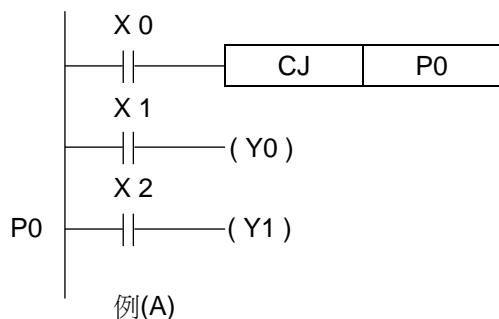 X 0
CJ P0
X 1
( Y0 )
X 2
P0 ( Y1 )
例(A)